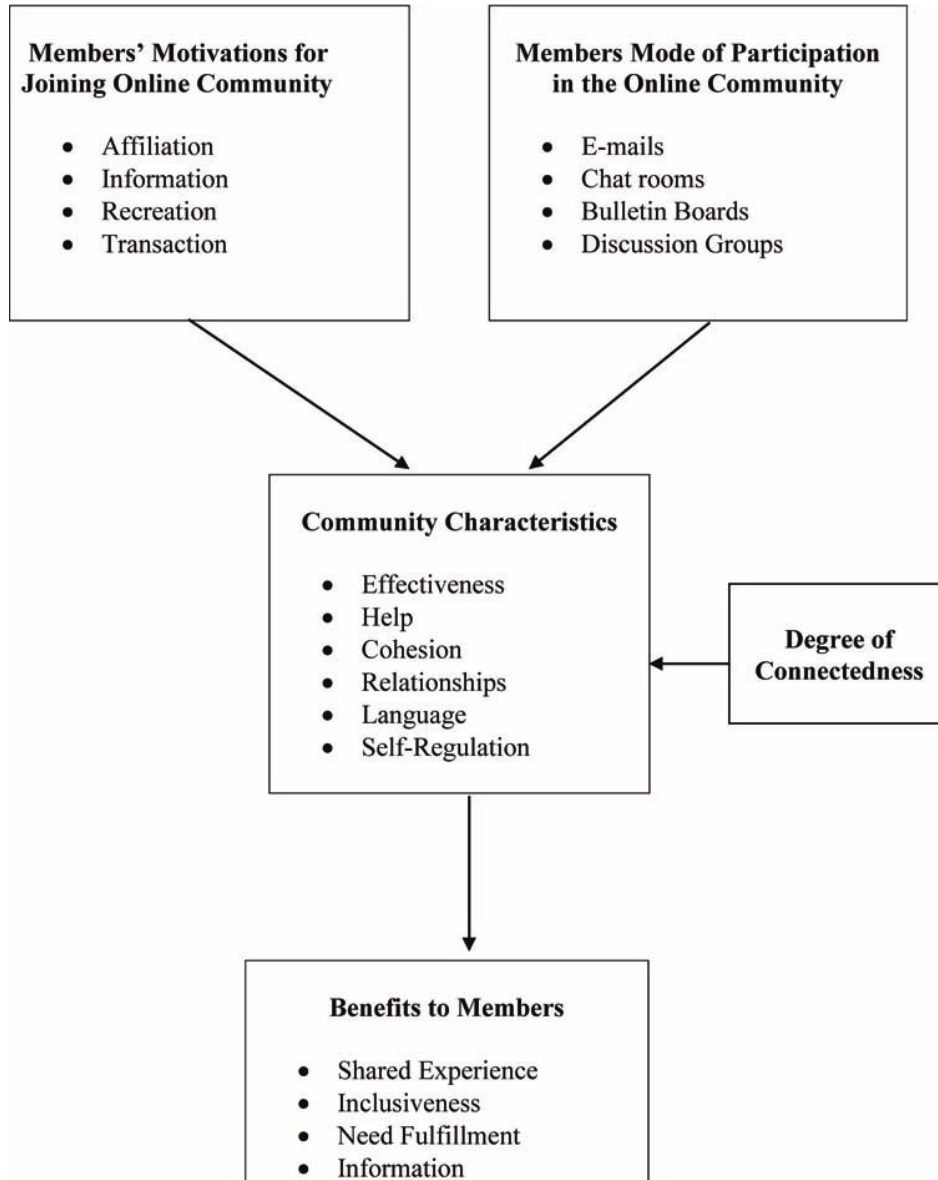 Members’ Motivations for
Joining Online Community
• Affiliation
• Information
• Recreation
• Transaction
Members Mode of Participation
in the Online Community
• E-mails
• Chat rooms
• Bulletin Boards
• Discussion Groups
Community Characteristics
• Effectiveness
• Help
• Cohesion
• Relationships
• Language
• Self-Regulation
Degree of
Connectedness
Benefits to Members
• Shared Experience
• Inclusiveness
• Need Fulfillment
• Information